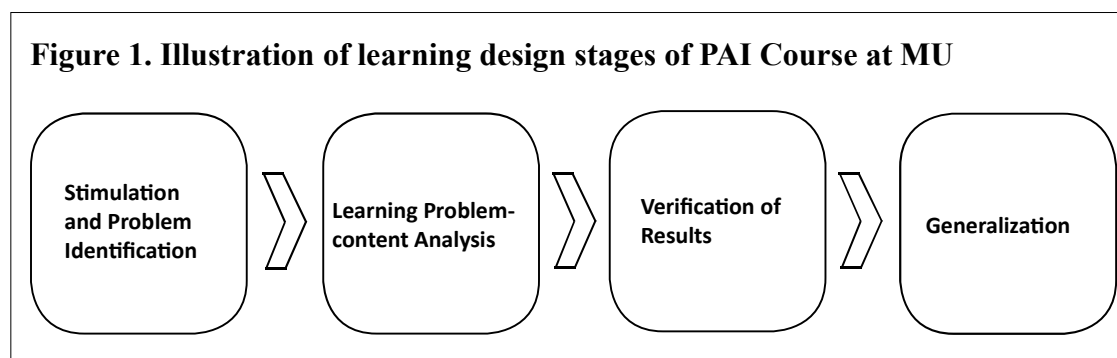 Figure 1. Illustration of learning design stages of PAI Course at MU
Stimulation
and Problem
Identification
Learning Problem-
content Analysis
Verification of
Results
Generalization